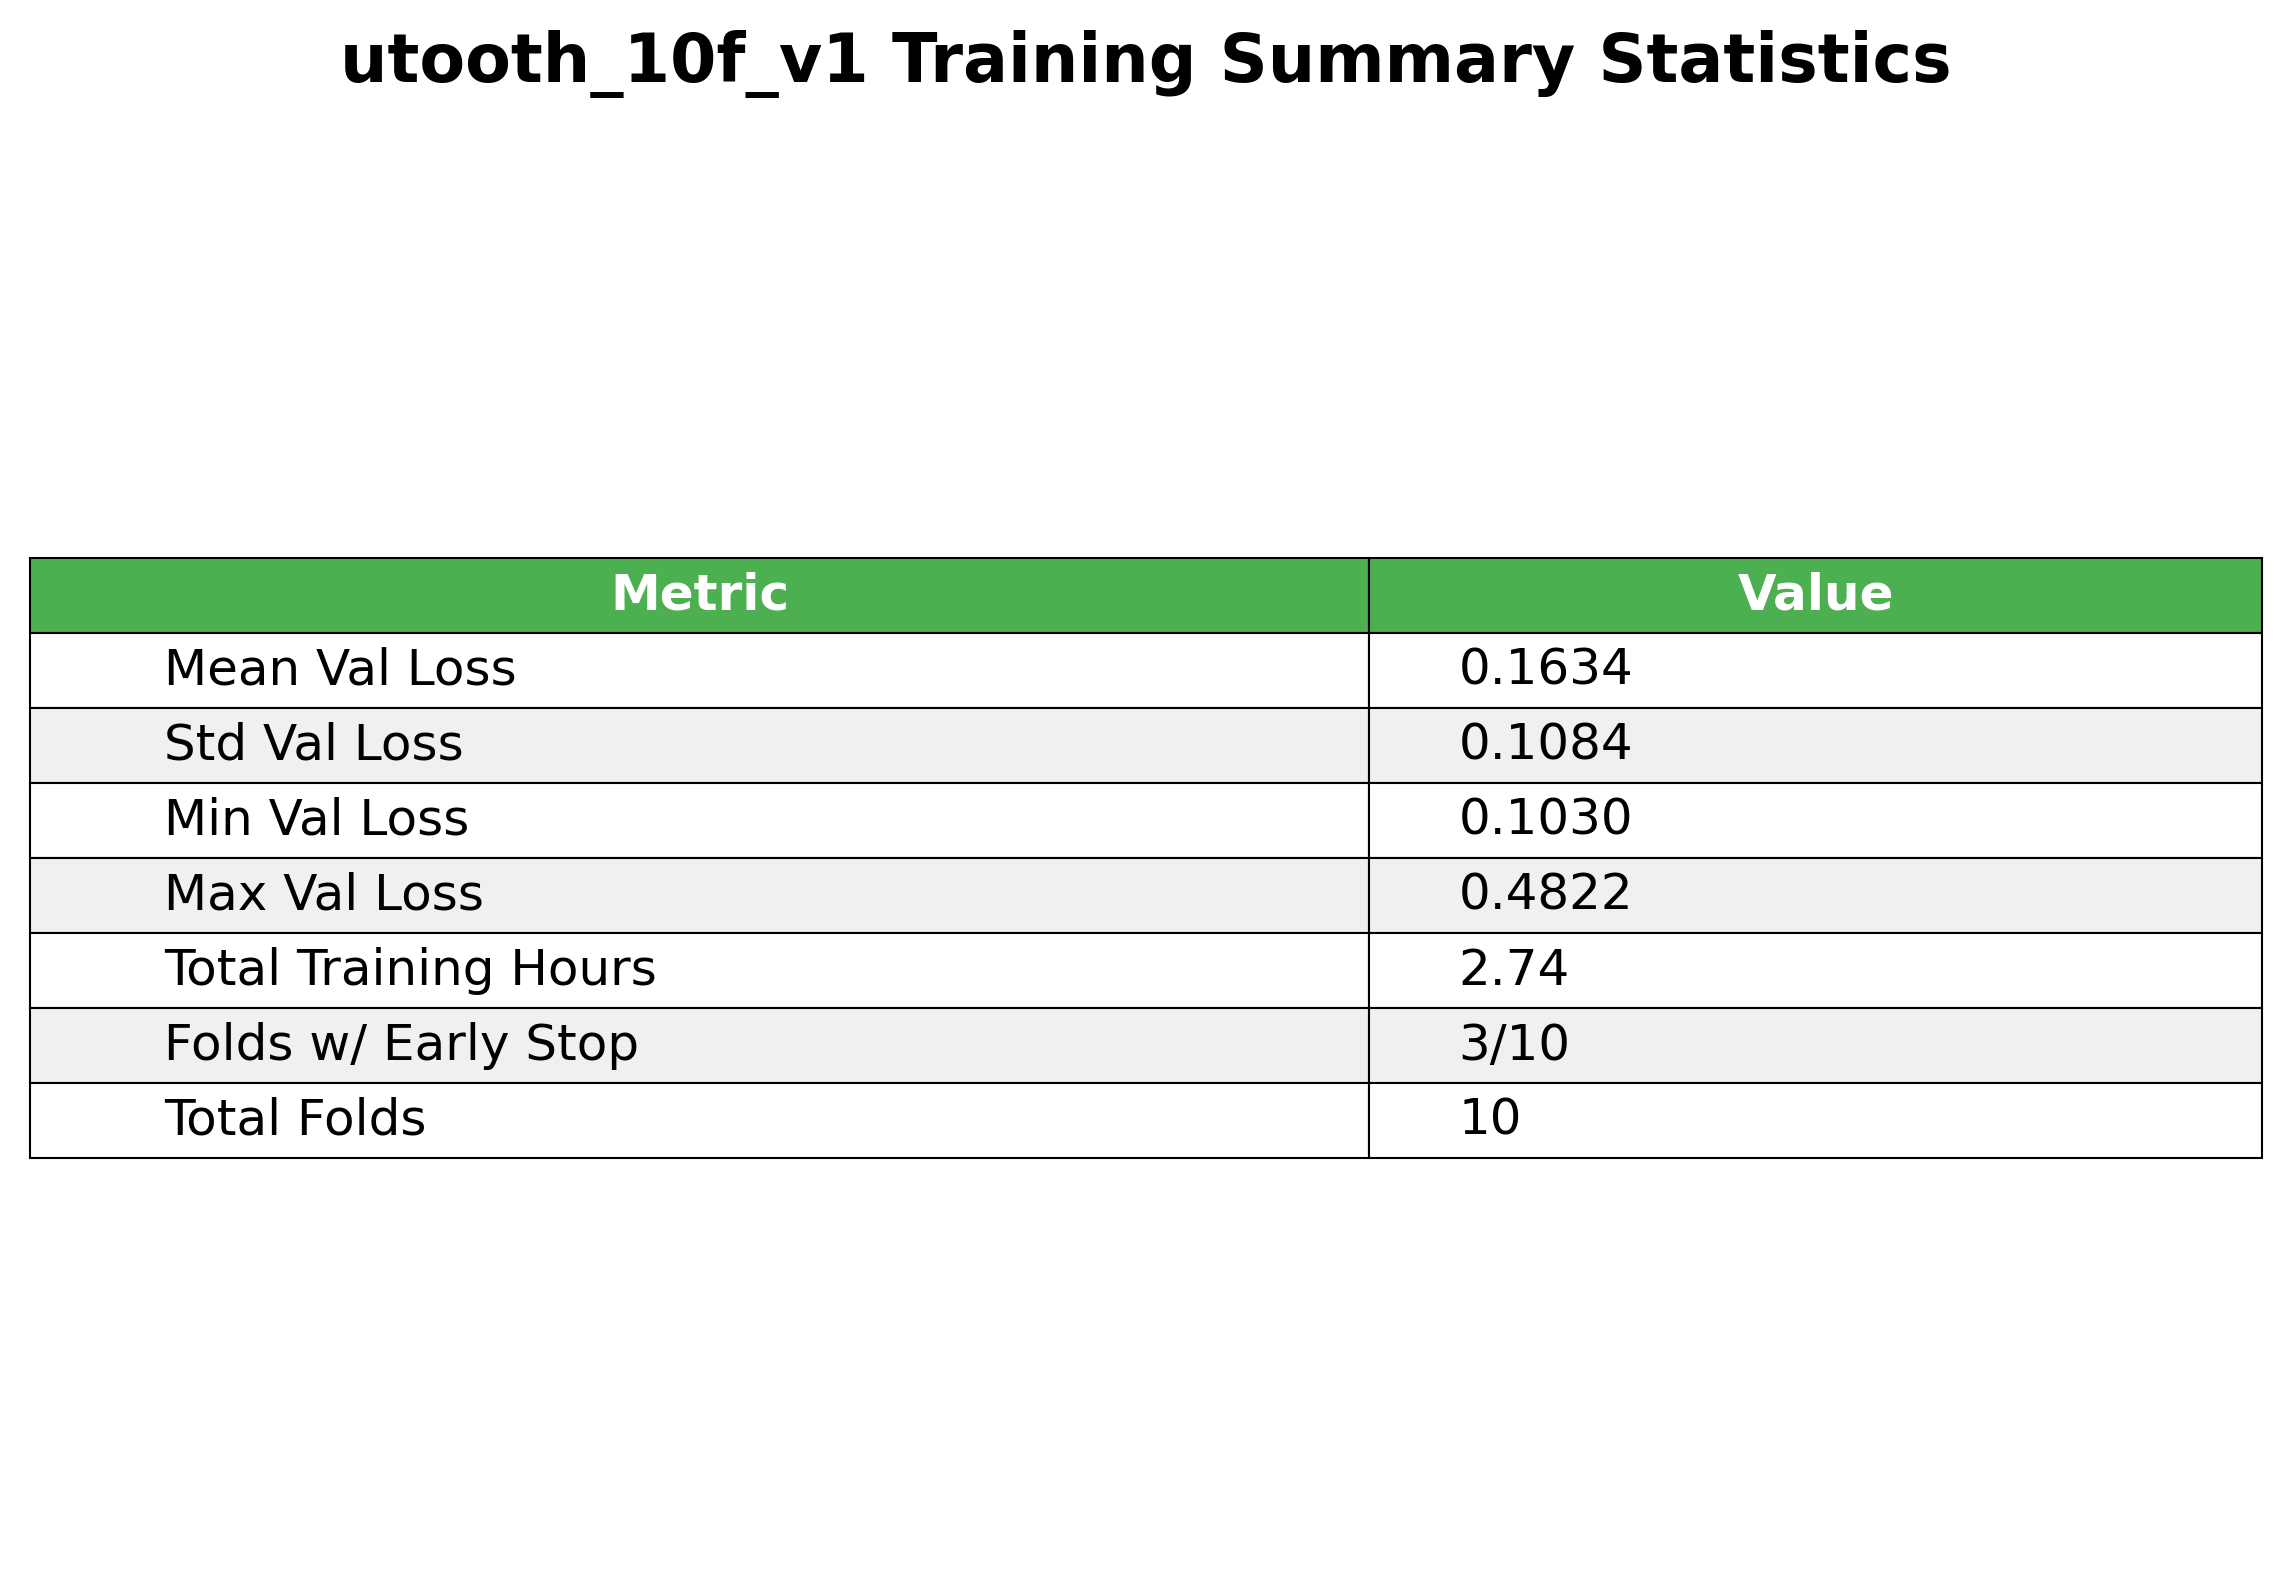 utooth_10f_v1 Training Summary Statistics
Metric Value
Mean Val Loss 0.1634
Std Val Loss 0.1084
Min Val Loss 0.1030
Max Val Loss 0.4822
Total Training Hours 2.74
Folds w/ Early Stop 3/10
Total Folds 10